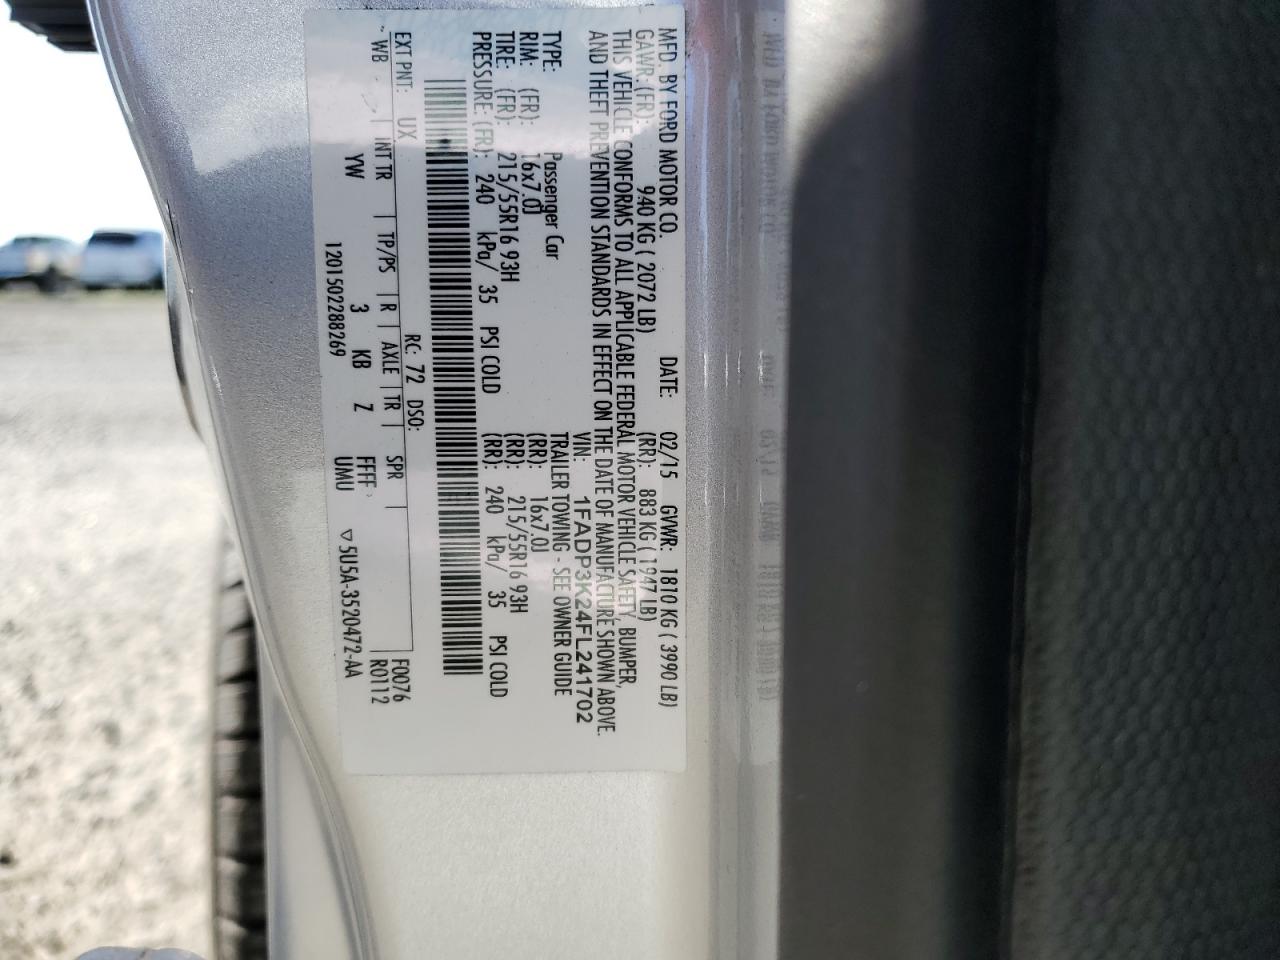 MFD. BY FORD MOTOR CO.
DATE: 02/15 GVWR: 1810 KG ( 3990 LB)
GAWR: (FR): 940 KG ( 2072 LB) (RR): 883 KG ( 1947 LB)
THIS VEHICLE CONFORMS TO ALL APPLICABLE FEDERAL MOTOR VEHICLE SAFETY, BUMPER,
AND THEFT PREVENTION STANDARDS IN EFFECT ON THE DATE OF MANUFACTURE SHOWN ABOVE.
VIN: 1FADP3K24FL241702
TYPE: Passenger Car TRAILER TOWING - SEE OWNER GUIDE
RIM: (FR): 16x7.0J (RR): 16x7.0J
TIRE: (FR): 215/55R16 93H (RR): 215/55R16 93H
PRESSURE: (FR): 240 kPa/ 35 PSI COLD (RR): 240 kPa/ 35 PSI COLD
EXT PNT: UX RC: 72 DSO: F0076
WB INT TR TP/PS R AXLE TR SPR R0112
YW 3 KB Z FFFF
UMU
120150228​8269 ▽5U5A-3520472-AA